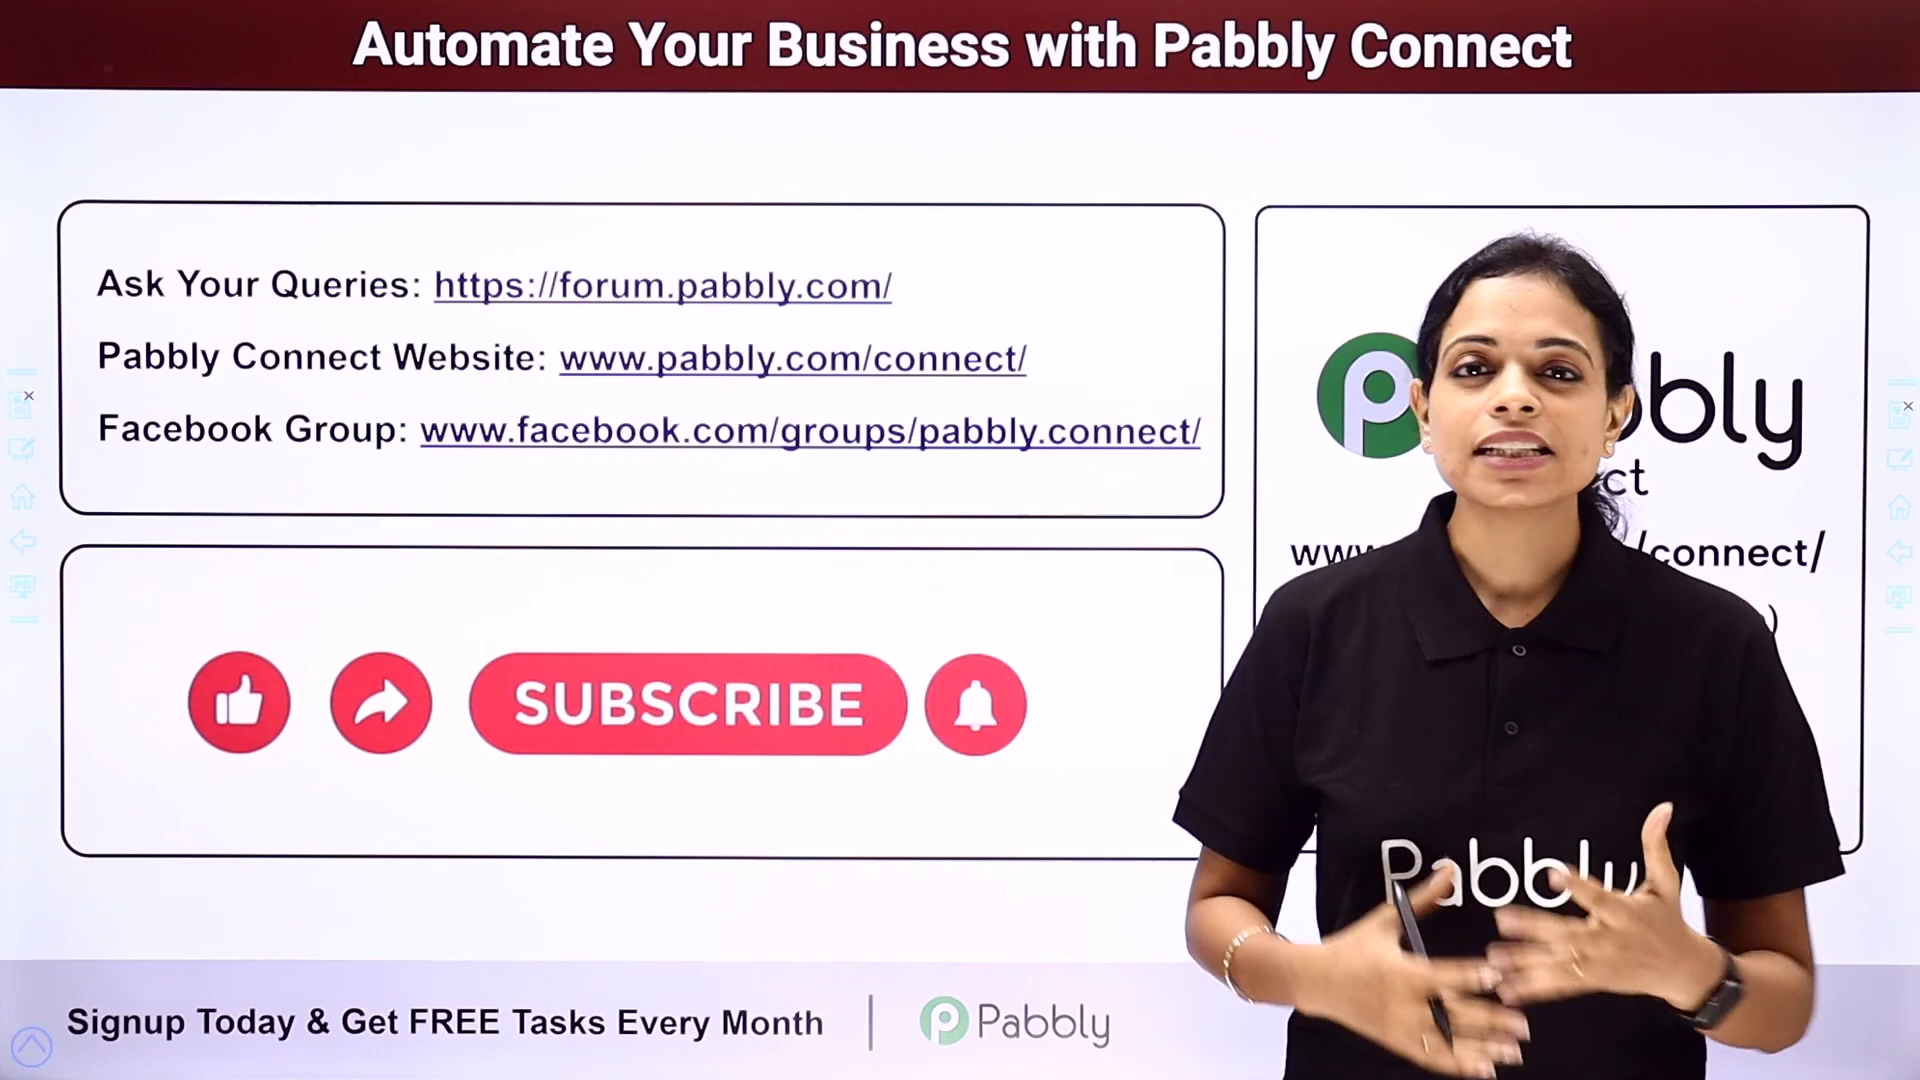 Automate Your Business with Pabbly Connect
Ask Your Queries: https://forum.pabbly.com/
Pabbly Connect Website: www.pabbly.com/connect/
Facebook Group: www.facebook.com/groups/pabbly.connect/
/connect/
SUBSCRIBE
Pabbly
Signup Today & Get FREE Tasks Every Month
Pabbly